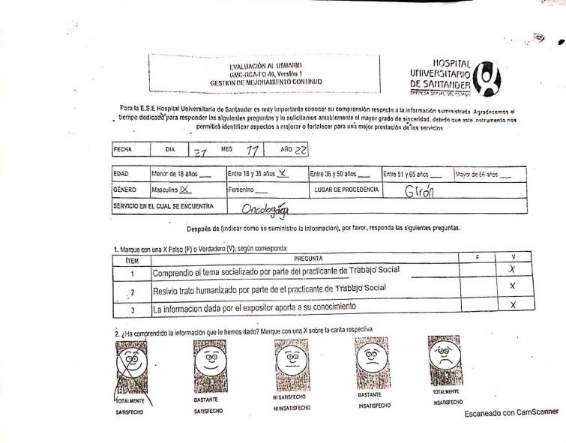 EVALUACIÓN AL USUARIO
GMC-GCA-FO-46, Versión 1
GESTION DE MEJORAMIENTO CONTINUO
HOSPITAL
UNIVERSITARIO
DE SANTANDER
EMPRESA SOCIAL DEL ESTADO
Para la E.S.E Hospital Universitario de Santander es muy importante conocer su comprensión respecto a la información suministrada. Agradecemos el
tiempo dedicado para responder las siguientes preguntas y le solicitamos amablemente el mayor grado de sinceridad, debido que este instrumento nos
permitirá identificar aspectos a mejorar o fortalecer para una mejor prestación de los servicios
FECHA DIA 21 MES 11 AÑO 22
EDAD Menor de 18 años ___ Entre 18 y 35 años X Entre 36 y 50 años ___ Entre 51 y 65 años ___ Mayor de 65 años ___
GÉNERO Masculino X Femenino ___ LUGAR DE PROCEDENCIA Girón
SERVICIO EN EL CUAL SE ENCUENTRA Oncología
Después de (indicar como se suministro la información), por favor, responda las siguientes preguntas.
1. Marque con una X Falso (F) o Verdadero (V), según corresponda:
ÍTEM PREGUNTA F V
1 Comprendio el tema socializado por parte del practicante de Trabajo Social X
2 Resivio trato humanizado por parte de el practicante de Trabajo Social X
3 La informacion dada por el expositor aporta a su conocimiento X
2. ¿Ha comprendido la información que le hemos dado? Marque con una X sobre la carita respectiva
TOTALMENTE SATISFECHO
BASTANTE SATISFECHO
NI SATISFECHO NI INSATISFECHO
BASTANTE INSATISFECHO
TOTALMENTE INSATISFECHO
Escaneado con CamScanner